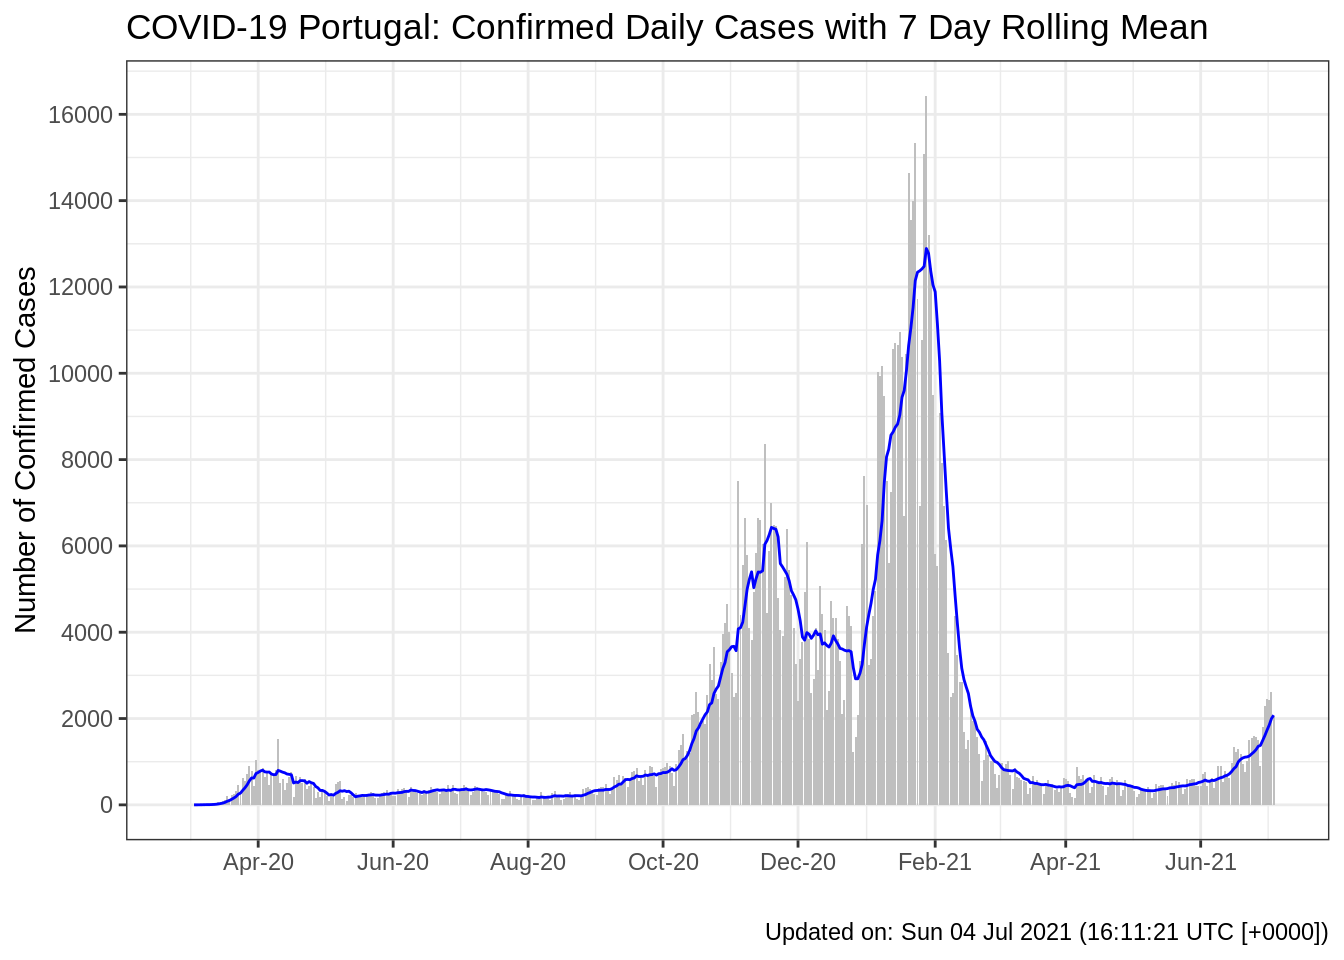 COVID-19 Portugal: Confirmed Daily Cases with 7 Day Rolling Mean
Number of Confirmed Cases
16000
14000
12000
10000
8000
6000
4000
2000
0
Apr-20 Jun-20 Aug-20 Oct-20 Dec-20 Feb-21 Apr-21 Jun-21
Updated on: Sun 04 Jul 2021 (16:11:21 UTC [+0000])